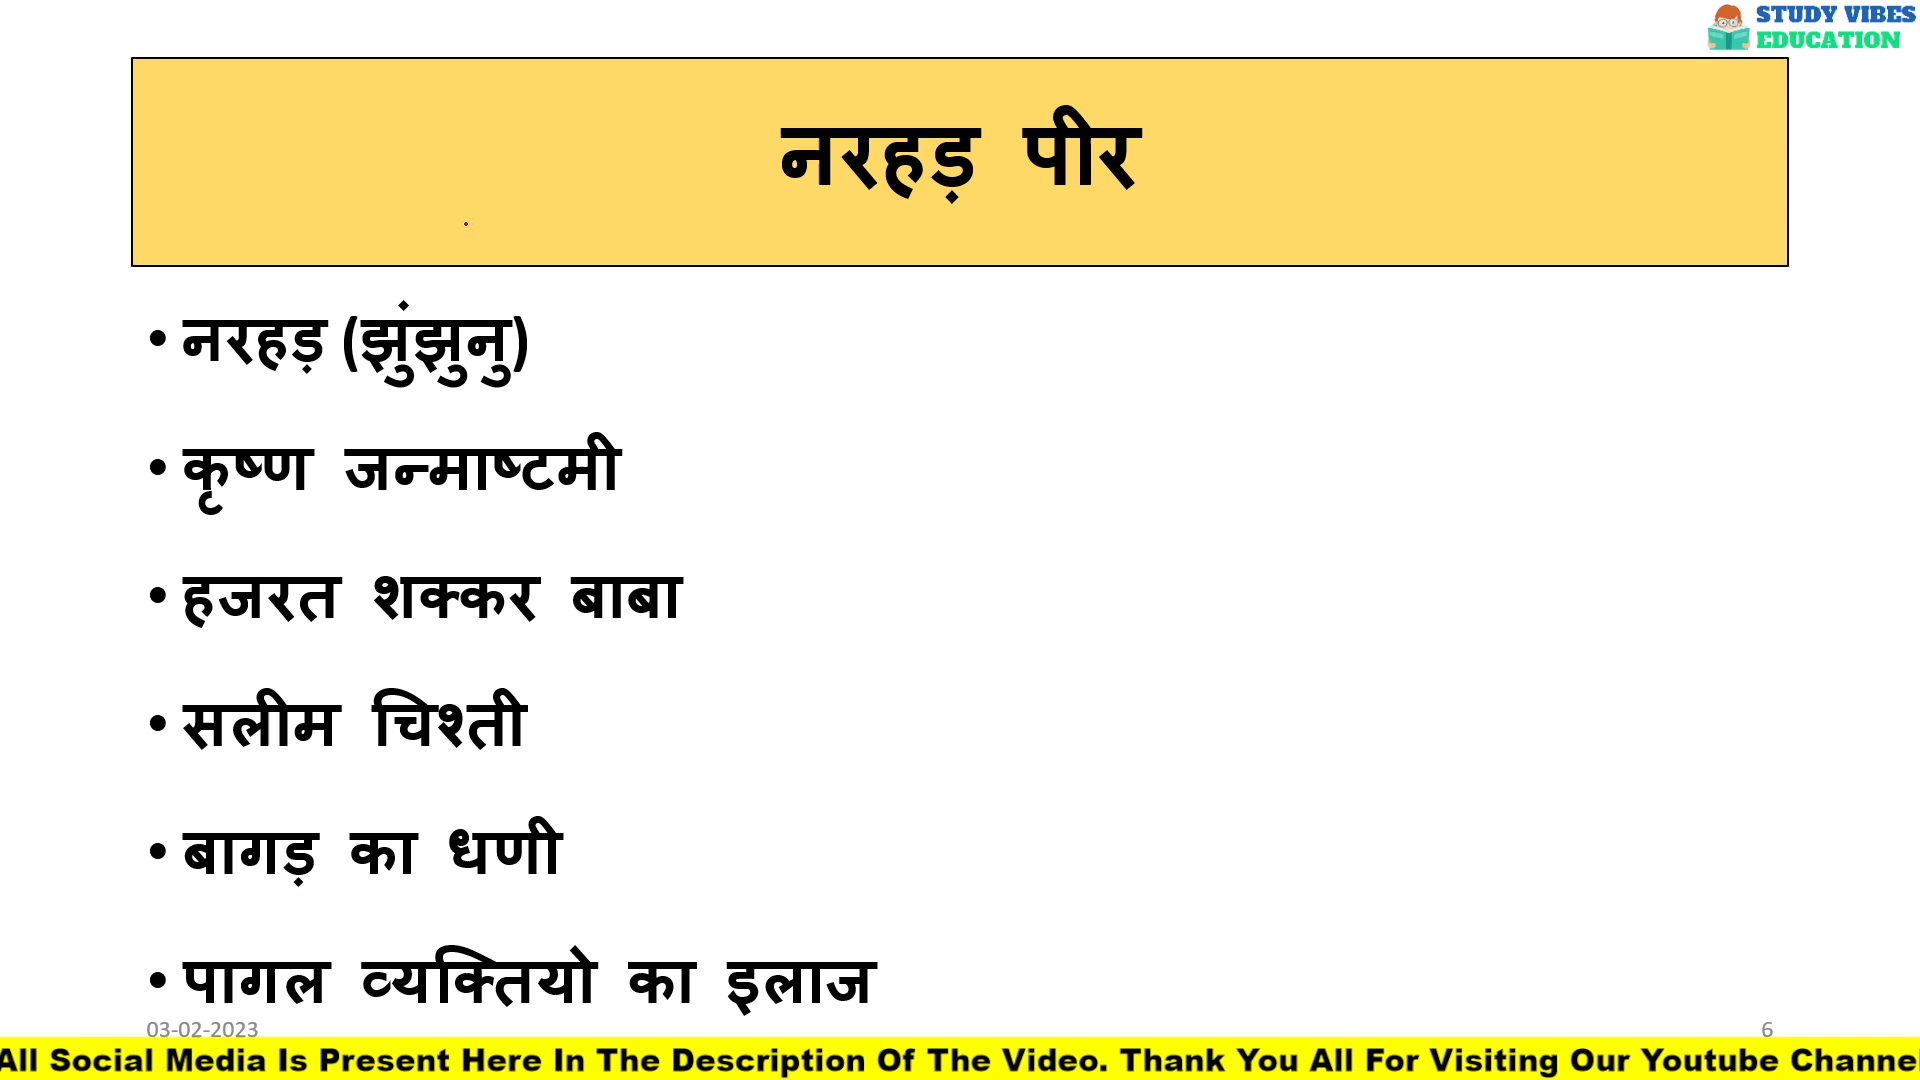 STUDY VIBES
EDUCATION
नरहड़ पीर
• नरहड़ (झुंझुनु)
• कृष्ण जन्माष्टमी
• हजरत शक्कर बाबा
• सलीम चिश्ती
• बागड़ का धणी
• पागल व्यक्तियो का इलाज
03-02-2023
6
All Social Media Is Present Here In The Description Of The Video. Thank You All For Visiting Our Youtube Channe